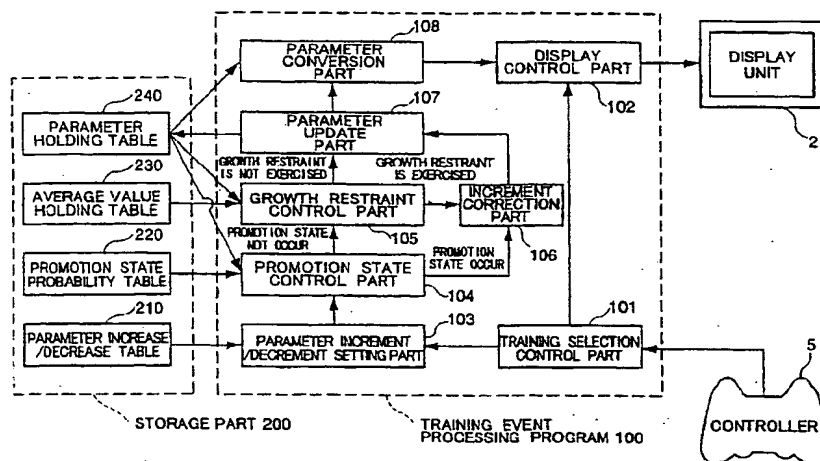 108
PARAMETER
CONVERSION
PART
DISPLAY
CONTROL PART
102
DISPLAY
UNIT
2
240
PARAMETER
HOLDING TABLE
107
PARAMETER
UPDATE
PART
GROWTH RESTRAINT
IS NOT EXERCISED
GROWTH RESTRANT
IS EXERCISED
230
AVERAGE VALUE
HOLDING TABLE
GROWTH RESTRAINT
CONTROL PART
105
INCREMENT
CORRECTION
PART
106
PROMOTION STATE
NOT OCCUR
220
PROMOTION STATE
PROBABILITY TABLE
PROMOTION STATE
CONTROL PART
104
PROMOTION
STATE OCCUR
210
PARAMETER INCREASE
/DECREASE TABLE
103
PARAMETER INCREMENT
/DECREMENT SETTING PART
101
TRAINING SELECTION
CONTROL PART
5
CONTROLLER
STORAGE PART 200
TRAINING EVENT
PROCESSING PROGRAM 100